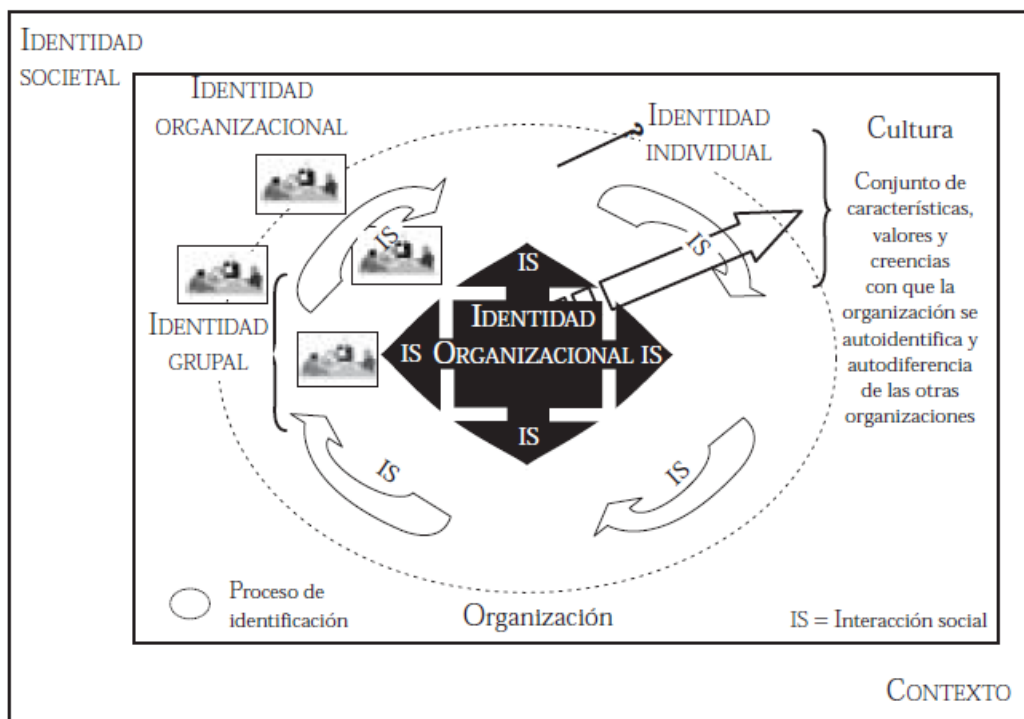 IDENTIDAD
SOCIETAL
IDENTIDAD
ORGANIZACIONAL
IDENTIDAD
INDIVIDUAL
Cultura
Conjunto de
características,
valores y
creencias
con que la
organización se
autoidentifica y
autodiferencia
de las otras
organizaciones
IS
IS
IS
IDENTIDAD
IS ORGANIZACIONAL IS
IS
IDENTIDAD
GRUPAL
IS
IS
Proceso de
identificación
Organización
IS = Interacción social
CONTEXTO